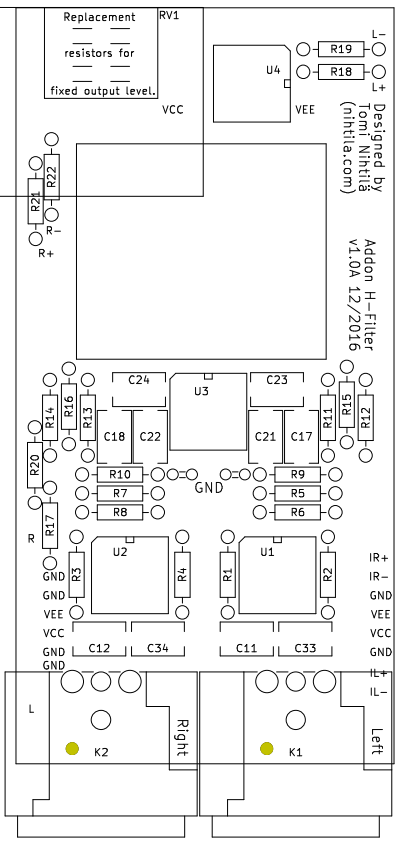 Replacement
RV1
resistors for
fixed output level.
VCC
U4
VEE
L-
R19
R18
L+
Designed by
Tomi Nihtilä
(nihtila.com)
R22
R21
R-
R+
Addon H-Filter
v1.0A 12/2016
C24
U3
C23
R14
R16
R13
C18
C22
C21
C17
R11
R15
R12
R20
R10
R9
R7
GND
R5
R8
R6
R17
R
R3
U2
R4
R1
U1
R2
GND
GND
VEE
VCC
GND
GND
IR+
IR-
GND
VEE
VCC
GND
IL+
IL-
C12
C34
C11
C33
L
K2
Right
K1
Left